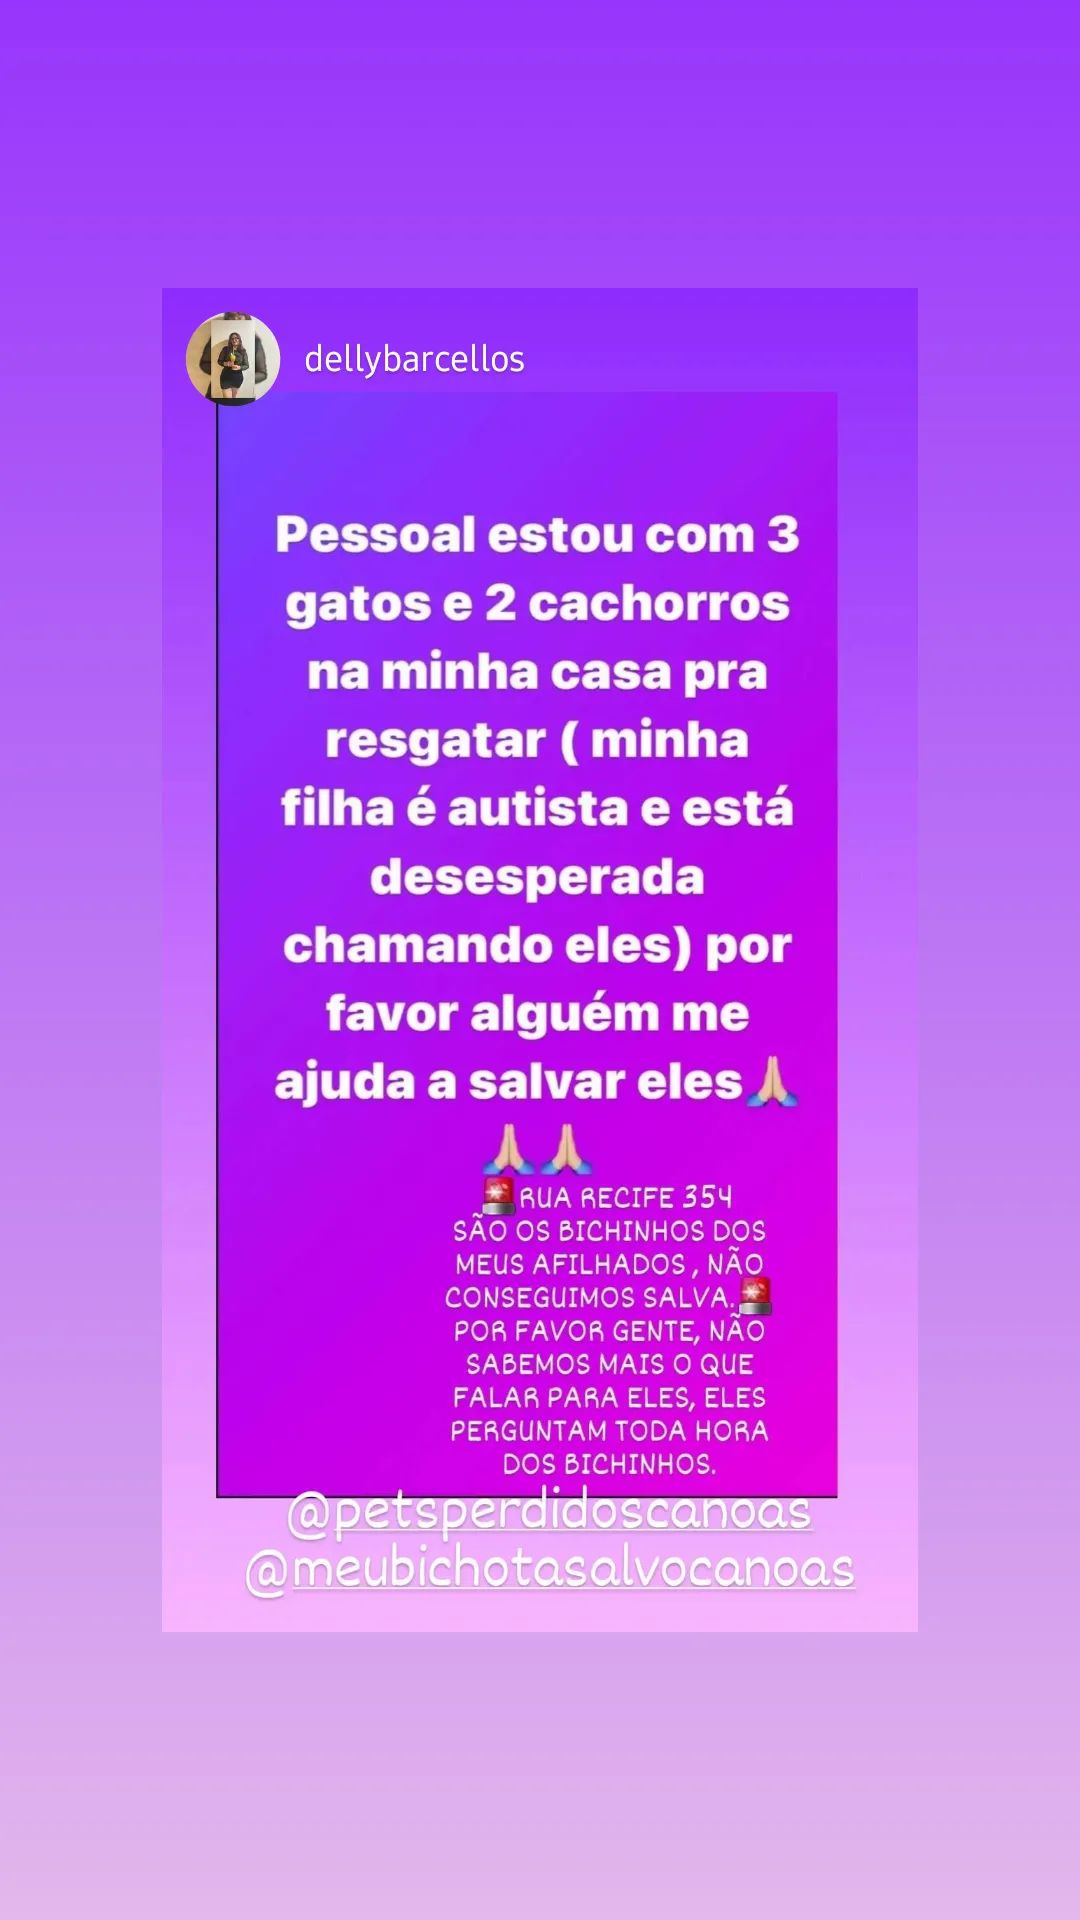 dellybarcellos
Pessoal estou com 3
gatos e 2 cachorros
na minha casa pra
resgatar ( minha
filha é autista e está
desesperada
chamando eles) por
favor alguém me
ajuda a salvar eles🙏🏼
🙏🏼🙏🏼
🚨RUA RECIFE 354
SÃO OS BICHINHOS DOS
MEUS AFILHADOS , NÃO
CONSEGUIMOS SALVA.🚨
POR FAVOR GENTE, NÃO
SABEMOS MAIS O QUE
FALAR PARA ELES, ELES
PERGUNTAM TODA HORA
DOS BICHINHOS.
@petsperdidoscanoas
@meubichotasalvocanoas